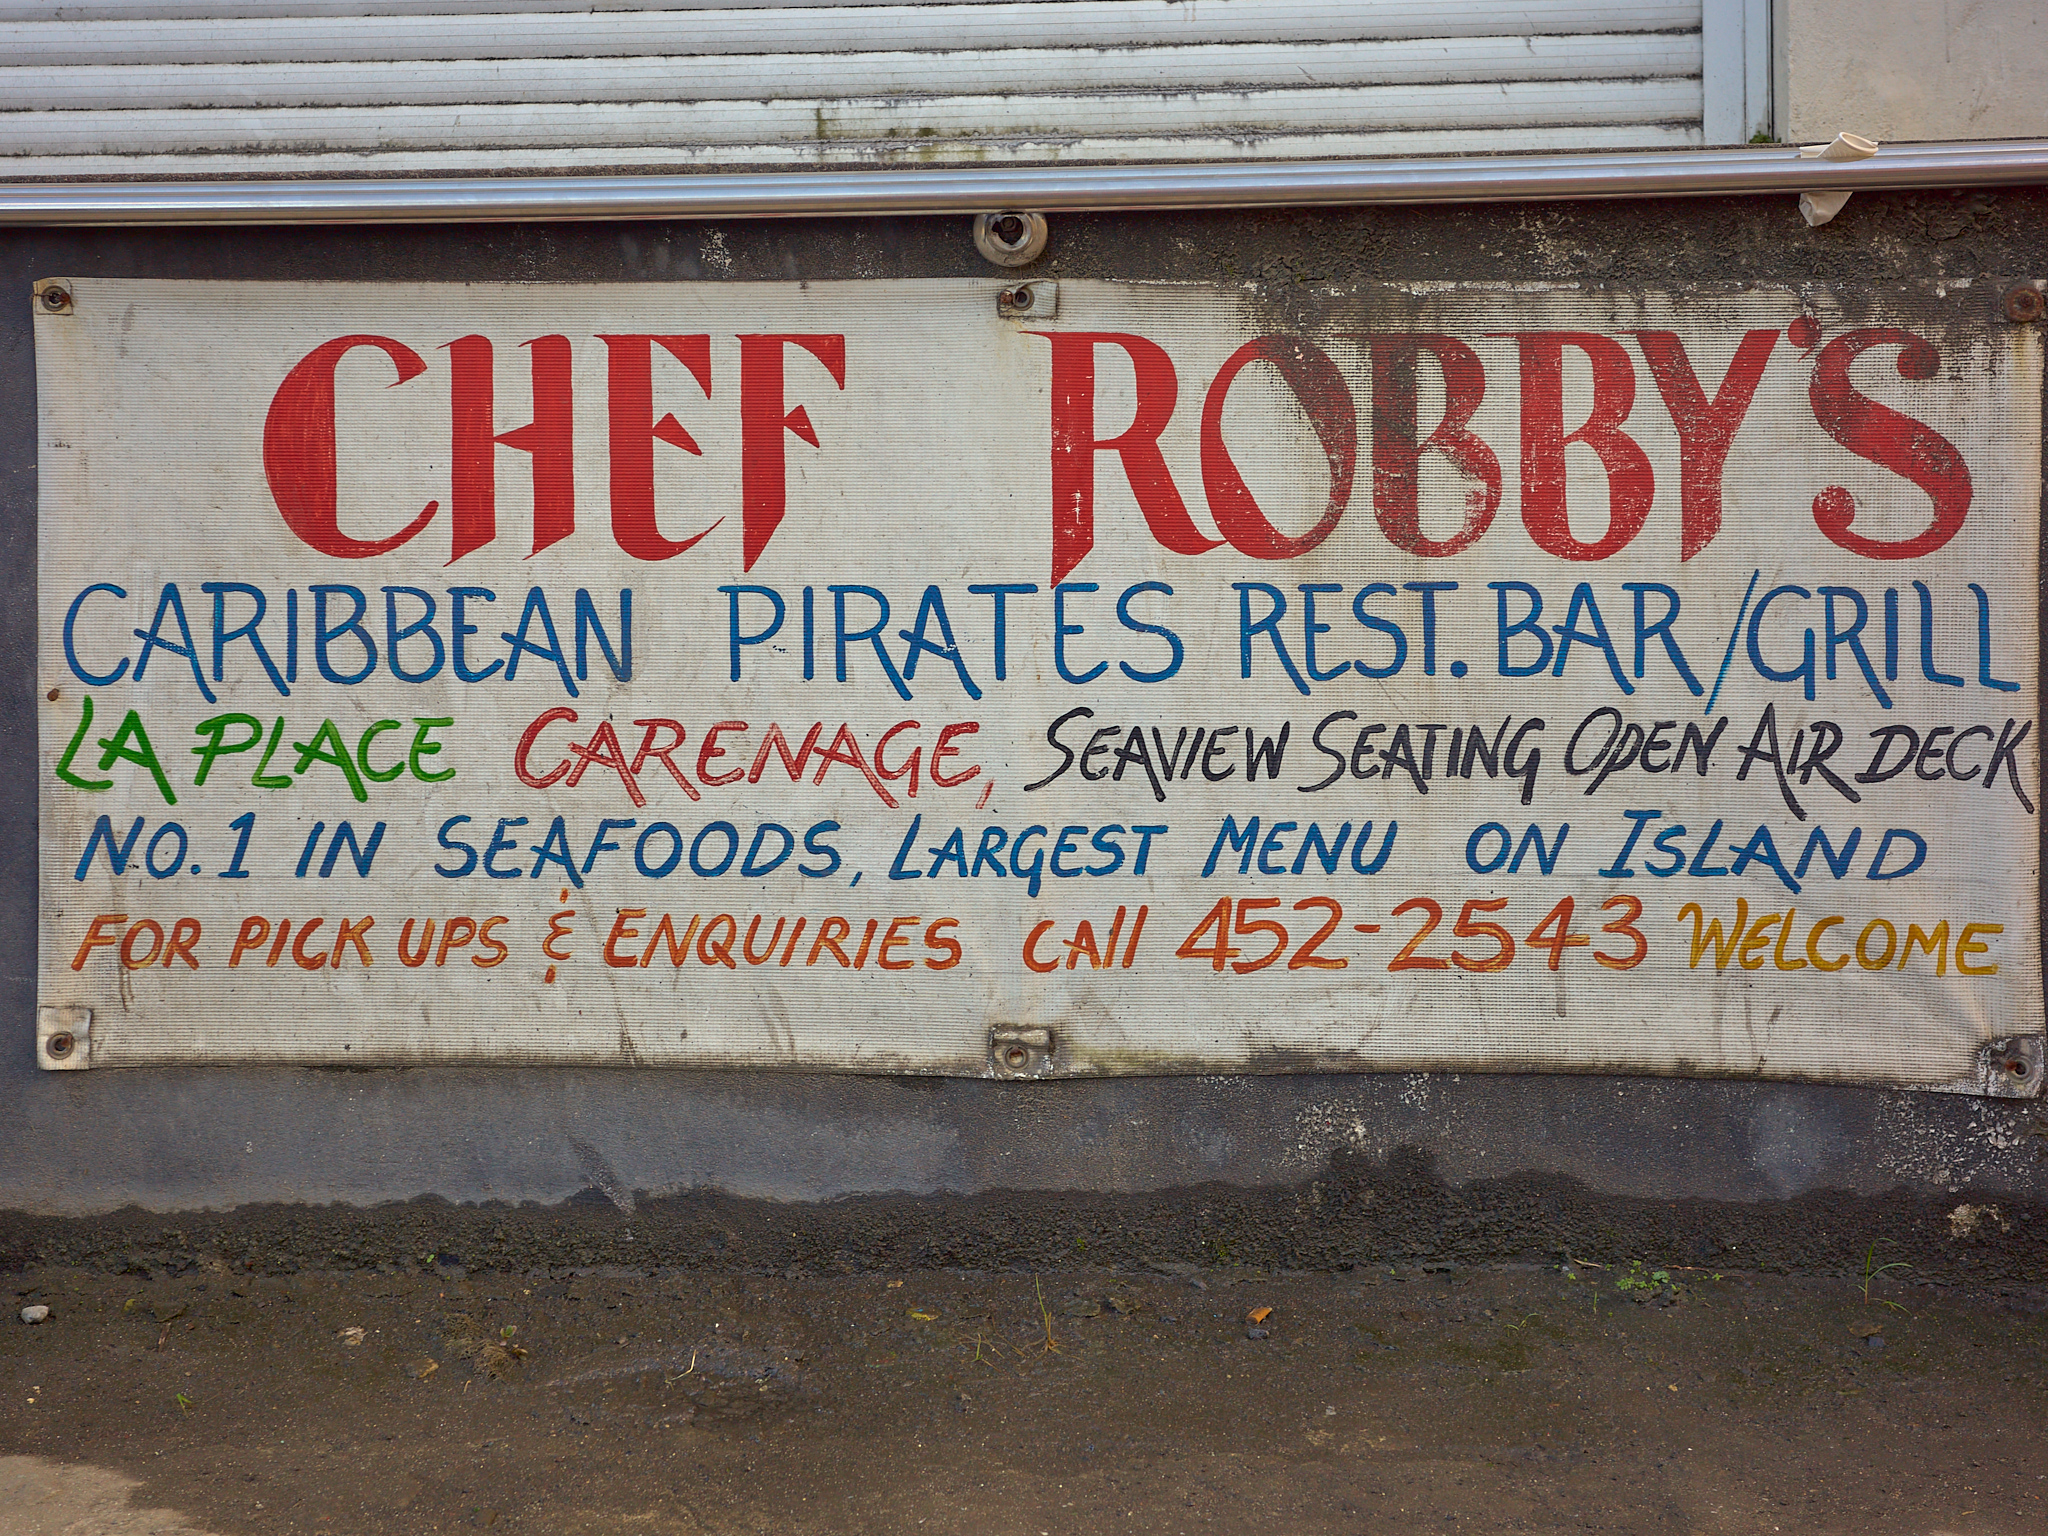 CHEF ROBBY'S
CARIBBEAN PIRATES REST. BAR/GRILL
LA PLACE CARENAGE, SEAVIEW SEATING OPEN AIR DECK
NO. 1 IN SEAFOODS, LARGEST MENU ON ISLAND
FOR PICK UPS & ENQUIRIES CAll 452-2543 WELCOME